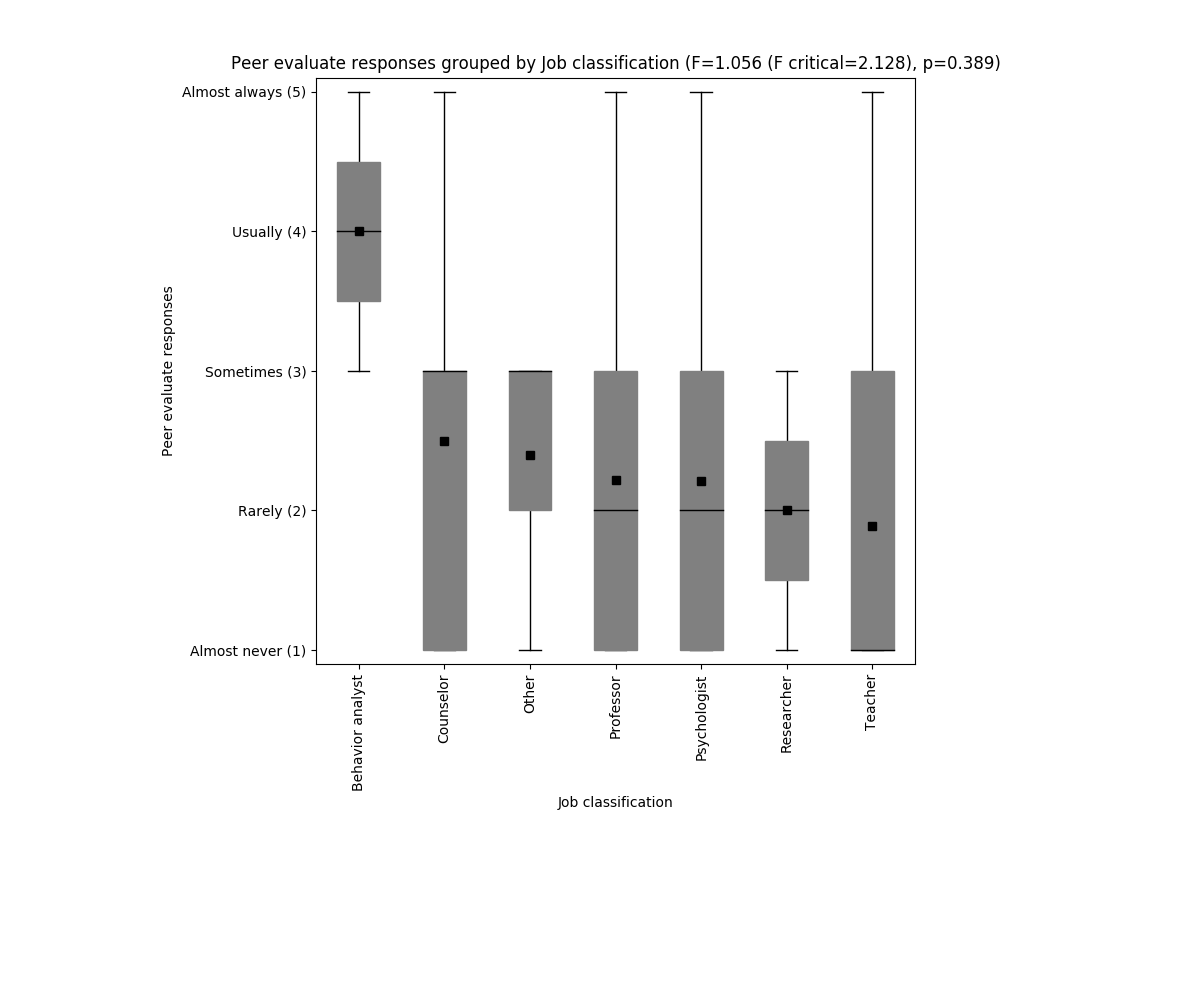 Peer evaluate responses grouped by Job classification (F=1.056 (F critical=2.128), p=0.389)
Almost always (5)
Usually (4)
Sometimes (3)
Rarely (2)
Almost never (1)
Peer evaluate responses
Behavior analyst
Counselor
Other
Professor
Psychologist
Researcher
Teacher
Job classification